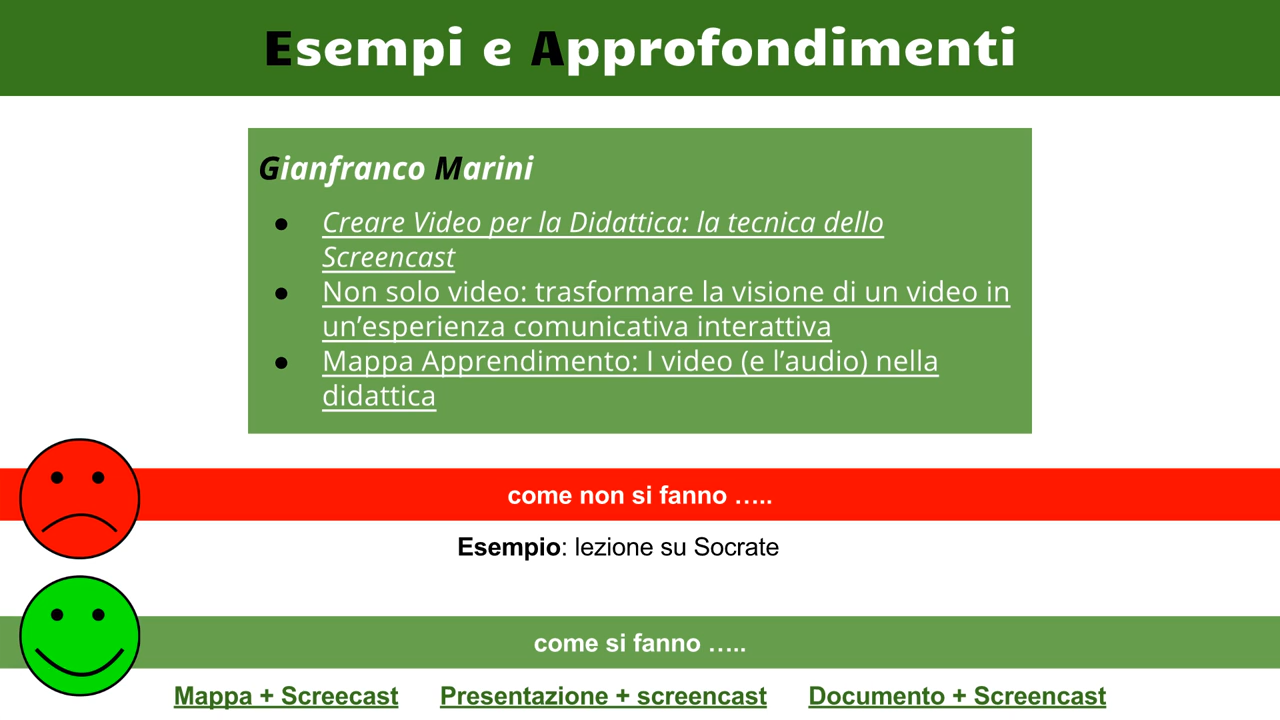 Esempi e Approfondimenti
Gianfranco Marini
● Creare Video per la Didattica: la tecnica dello
Screencast
● Non solo video: trasformare la visione di un video in
un’esperienza comunicativa interattiva
● Mappa Apprendimento: I video (e l’audio) nella
didattica
come non si fanno …..
Esempio: lezione su Socrate
come si fanno …..
Mappa + Screecast Presentazione + screencast Documento + Screencast